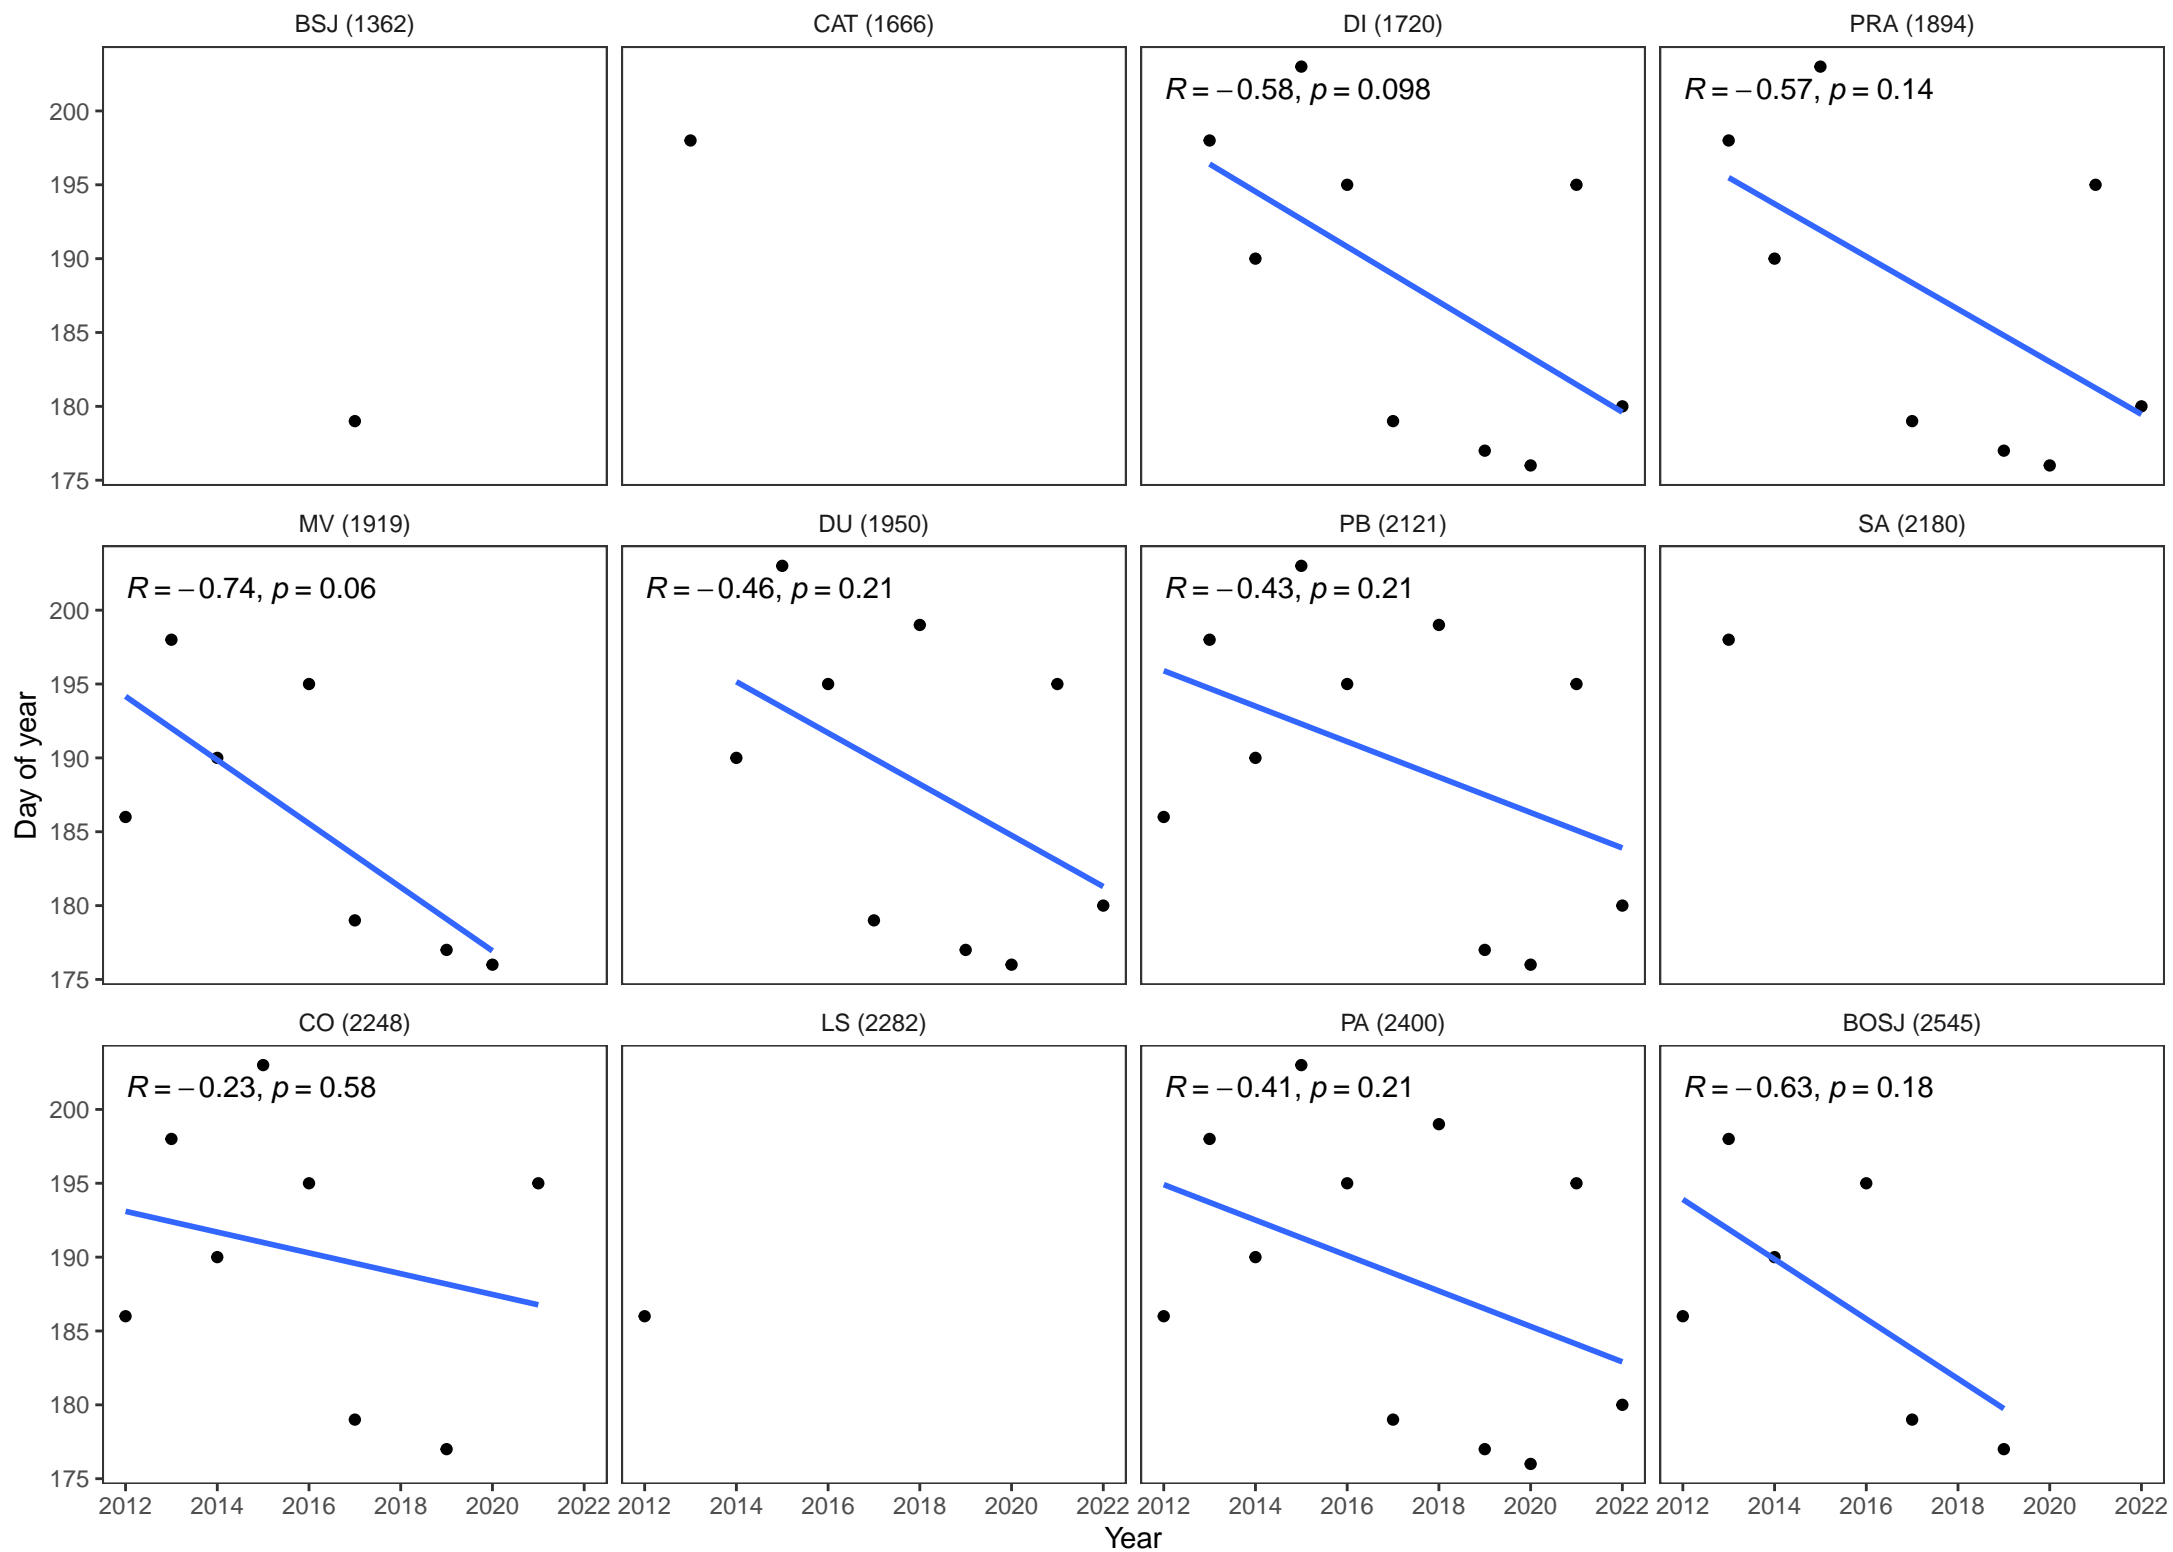 BSJ (1362) CAT (1666) DI (1720) PRA (1894)
R = −0.58, p = 0.098 R = −0.57, p = 0.14
200
195
190
185
180
175
MV (1919) DU (1950) PB (2121) SA (2180)
R = −0.74, p = 0.06 R = −0.46, p = 0.21 R = −0.43, p = 0.21
200
195
190
185
180
175
Day of year
CO (2248) LS (2282) PA (2400) BOSJ (2545)
R = −0.23, p = 0.58 R = −0.41, p = 0.21 R = −0.63, p = 0.18
200
195
190
185
180
175
2012 2014 2016 2018 2020 2022 2012 2014 2016 2018 2020 2022 2012 2014 2016 2018 2020 2022 2012 2014 2016 2018 2020 2022
Year